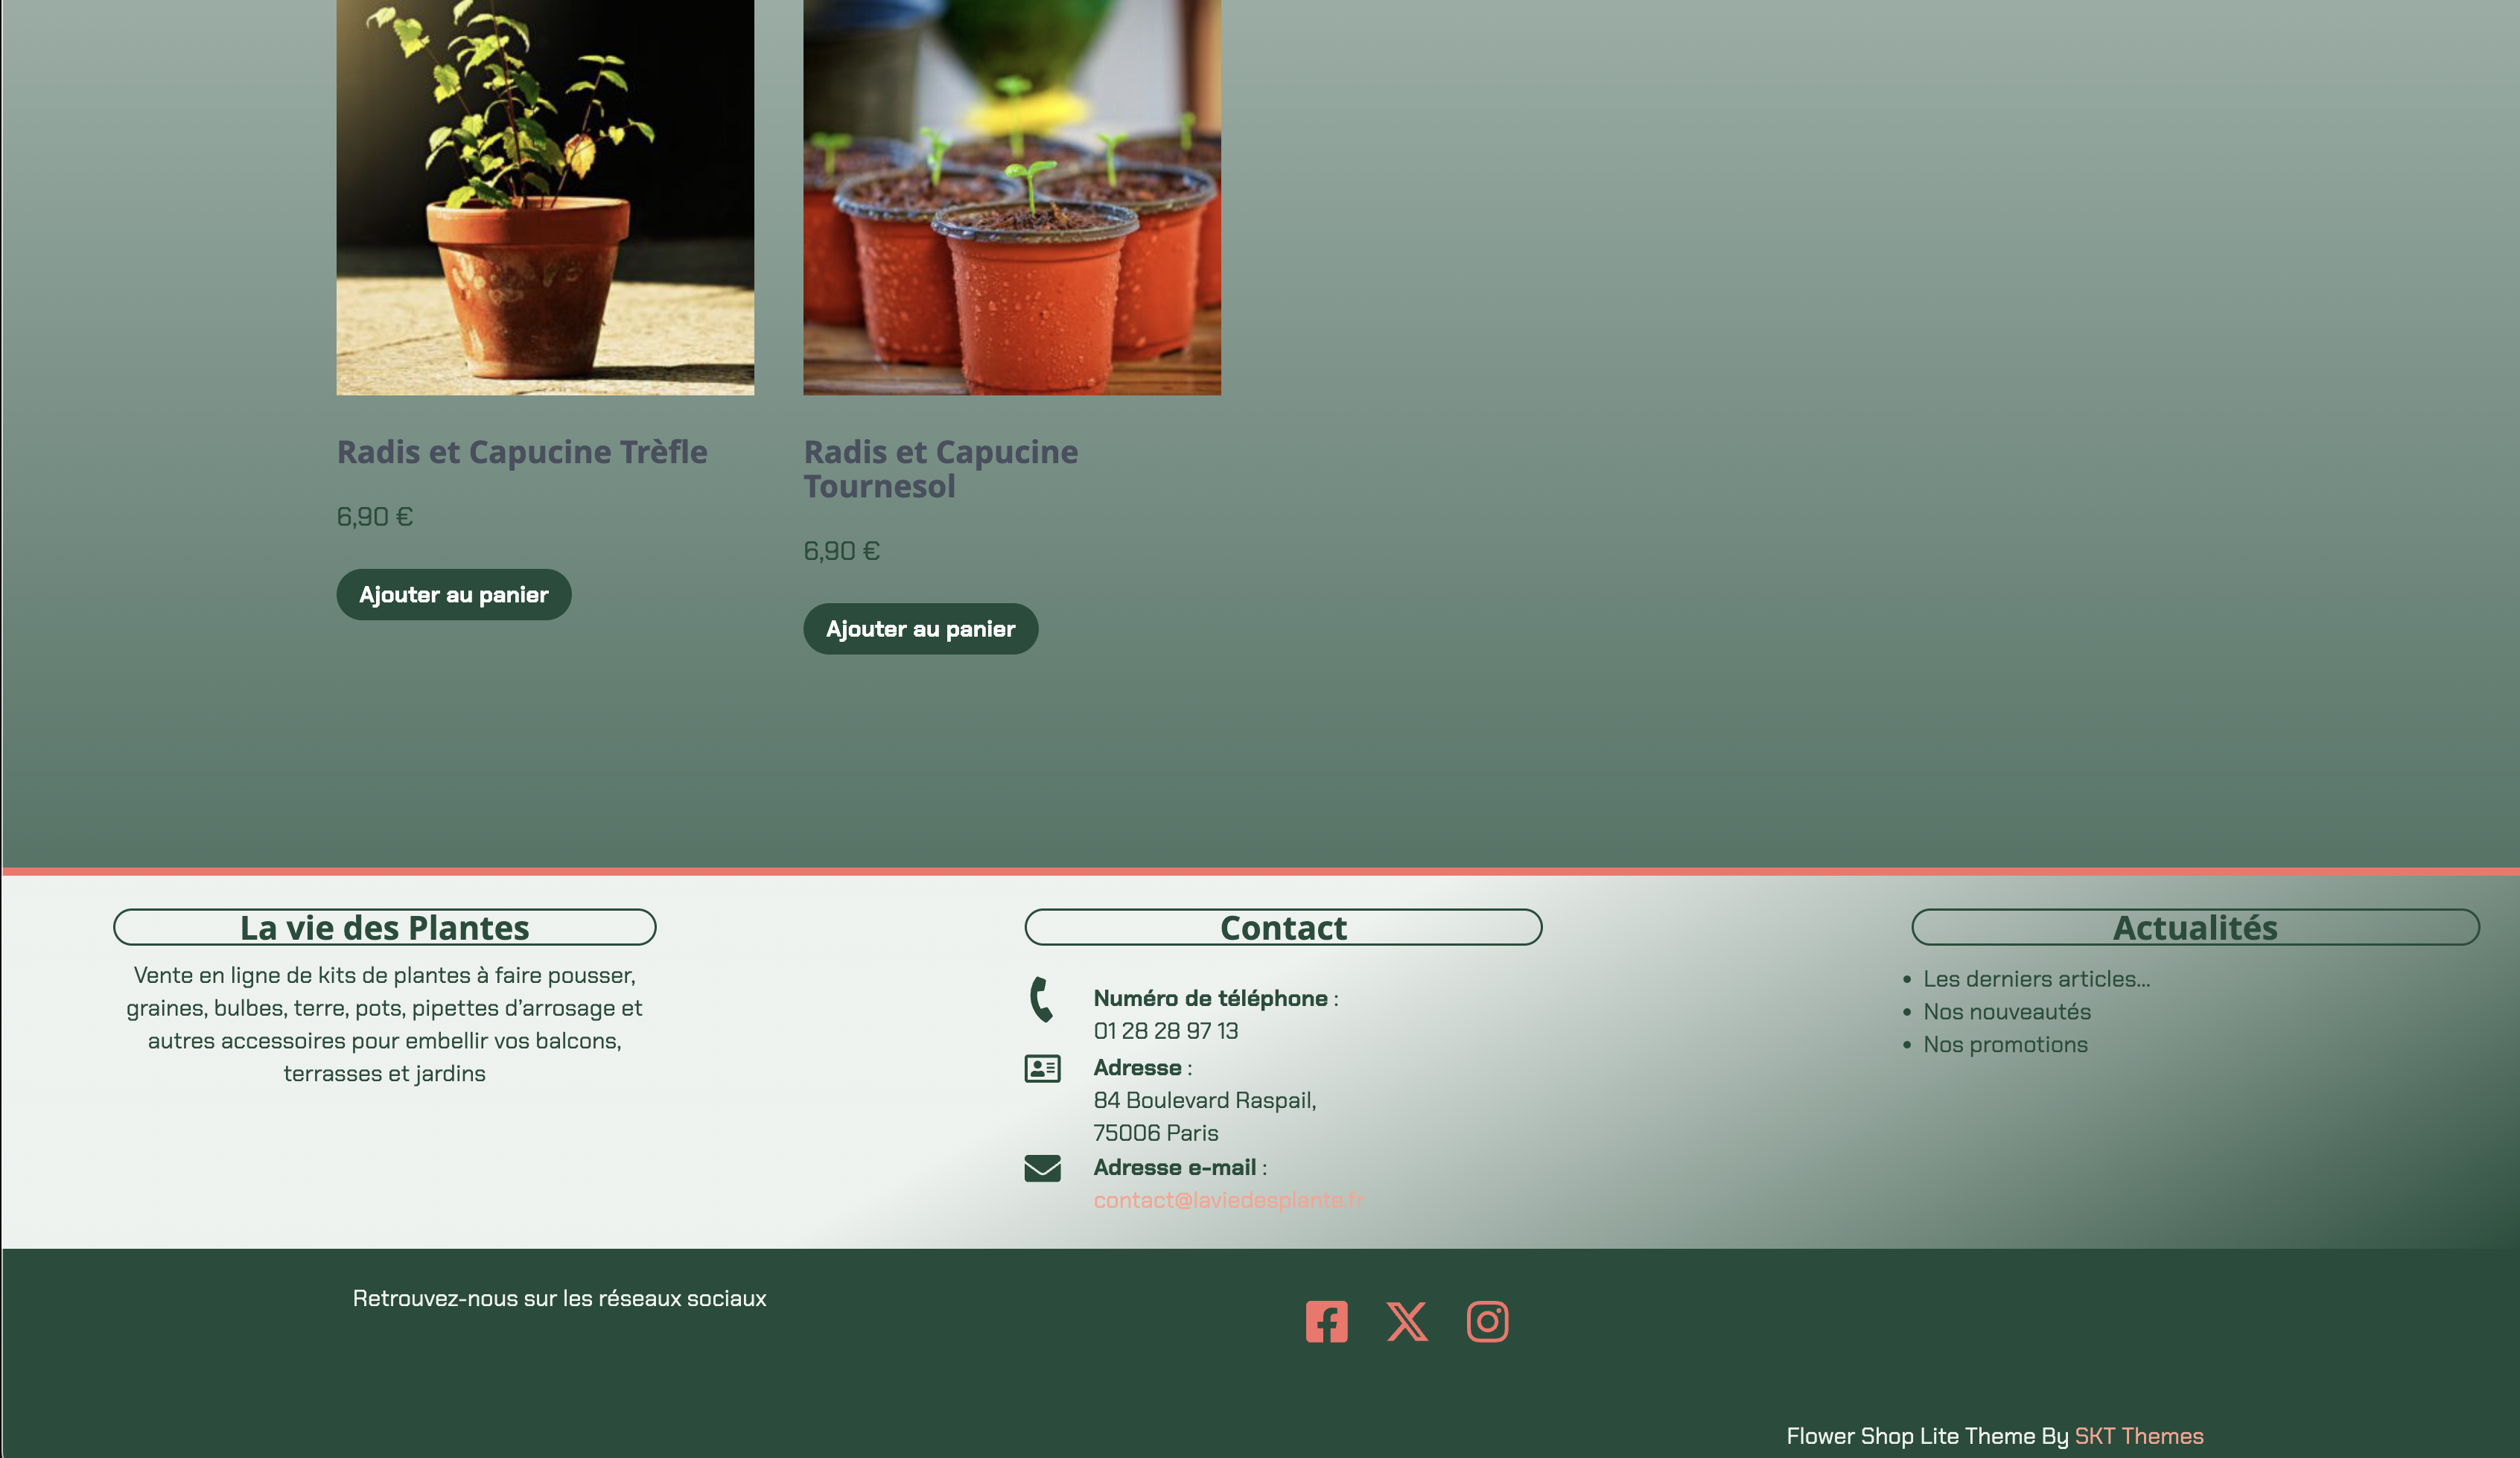 Radis et Capucine Trèfle
6,90 €
Ajouter au panier
Radis et Capucine
Tournesol
6,90 €
Ajouter au panier
La vie des Plantes
Vente en ligne de kits de plantes à faire pousser,
graines, bulbes, terre, pots, pipettes d'arrosage et
autres accessoires pour embellir vos balcons,
terrasses et jardins
Contact
Numéro de téléphone :
01 28 28 97 13
Adresse :
84 Boulevard Raspail,
75006 Paris
Adresse e-mail :
contact@laviedesplante.fr
Actualités
Les derniers articles...
Nos nouveautés
Nos promotions
Retrouvez-nous sur les réseaux sociaux
Flower Shop Lite Theme By SKT Themes